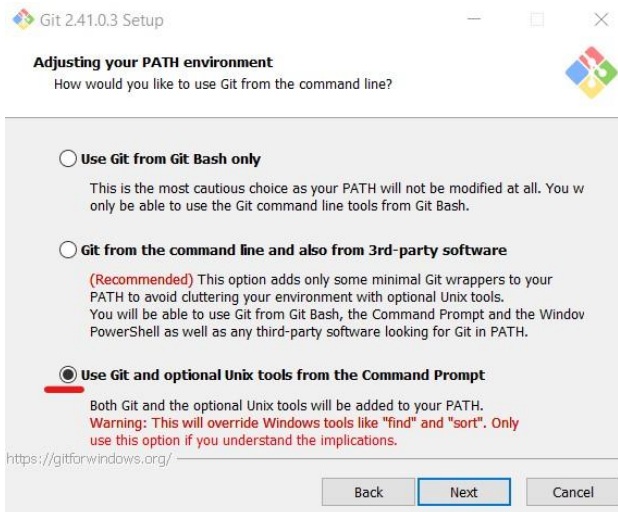 Git 2.41.0.3 Setup
Adjusting your PATH environment
How would you like to use Git from the command line?
Use Git from Git Bash only
This is the most cautious choice as your PATH will not be modified at all. You w
only be able to use the Git command line tools from Git Bash.
Git from the command line and also from 3rd-party software
(Recommended) This option adds only some minimal Git wrappers to your
PATH to avoid cluttering your environment with optional Unix tools.
You will be able to use Git from Git Bash, the Command Prompt and the Window
PowerShell as well as any third-party software looking for Git in PATH.
Use Git and optional Unix tools from the Command Prompt
Both Git and the optional Unix tools will be added to your PATH.
Warning: This will override Windows tools like "find" and "sort". Only
use this option if you understand the implications.
https://gitforwindows.org/
Back Next Cancel